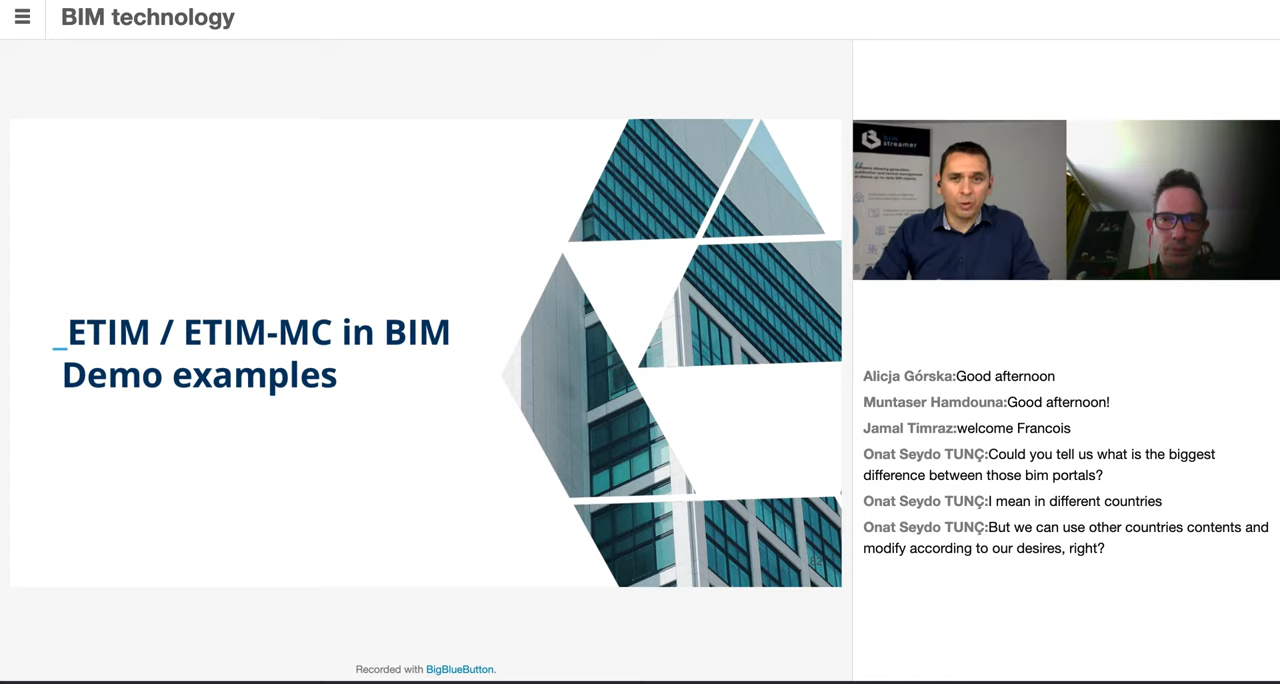 BIM technology
_ETIM / ETIM-MC in BIM
Demo examples
62
streamer
Alicja Górska:Good afternoon
Muntaser Hamdouna:Good afternoon!
Jamal Timraz:welcome Francois
Onat Seydo TUNÇ:Could you tell us what is the biggest
difference between those bim portals?
Onat Seydo TUNÇ:I mean in different countries
Onat Seydo TUNÇ:But we can use other countries contents and
modify according to our desires, right?
Recorded with BigBlueButton.